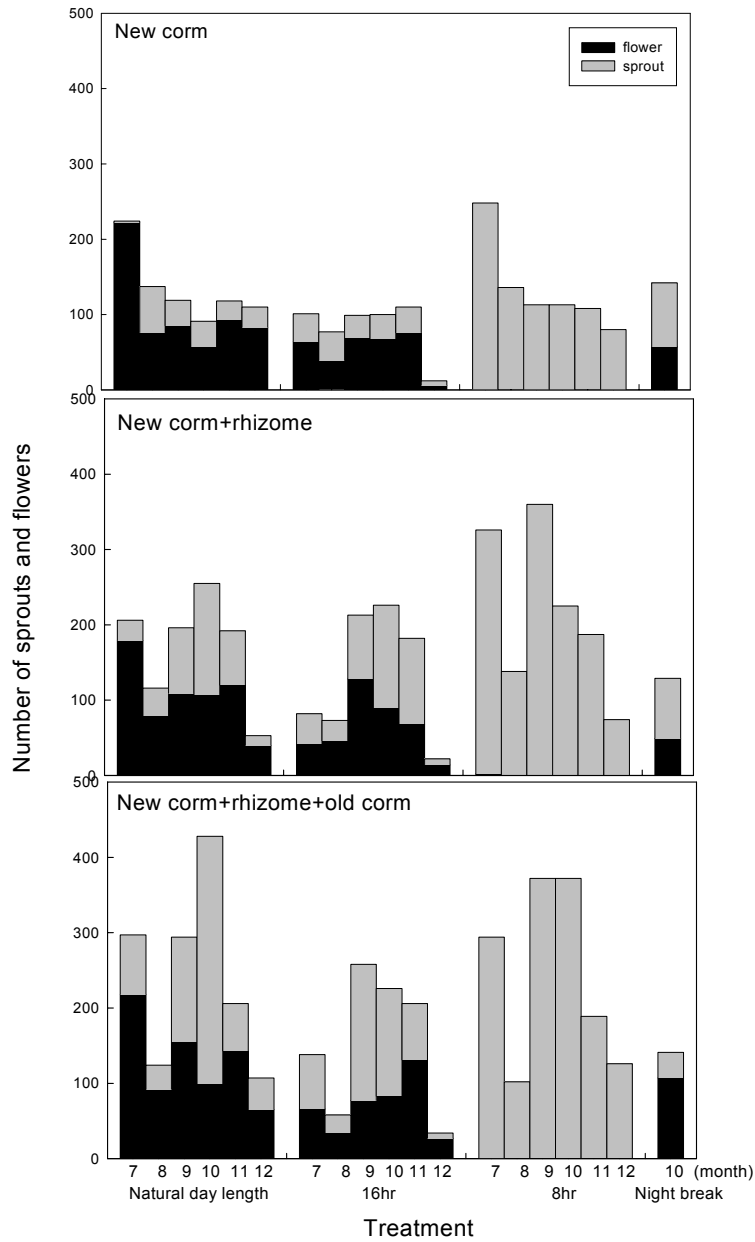 500
New corm
flower
sprout
400
300
200
100
0
500
New corm+rhizome
400
300
200
100
0
500
New corm+rhizome+old corm
400
300
200
100
0
Number of sprouts and flowers
7 8 9 10 11 12 7 8 9 10 11 12 7 8 9 10 11 12 10 (month)
Natural day length 16hr 8hr Night break
Treatment